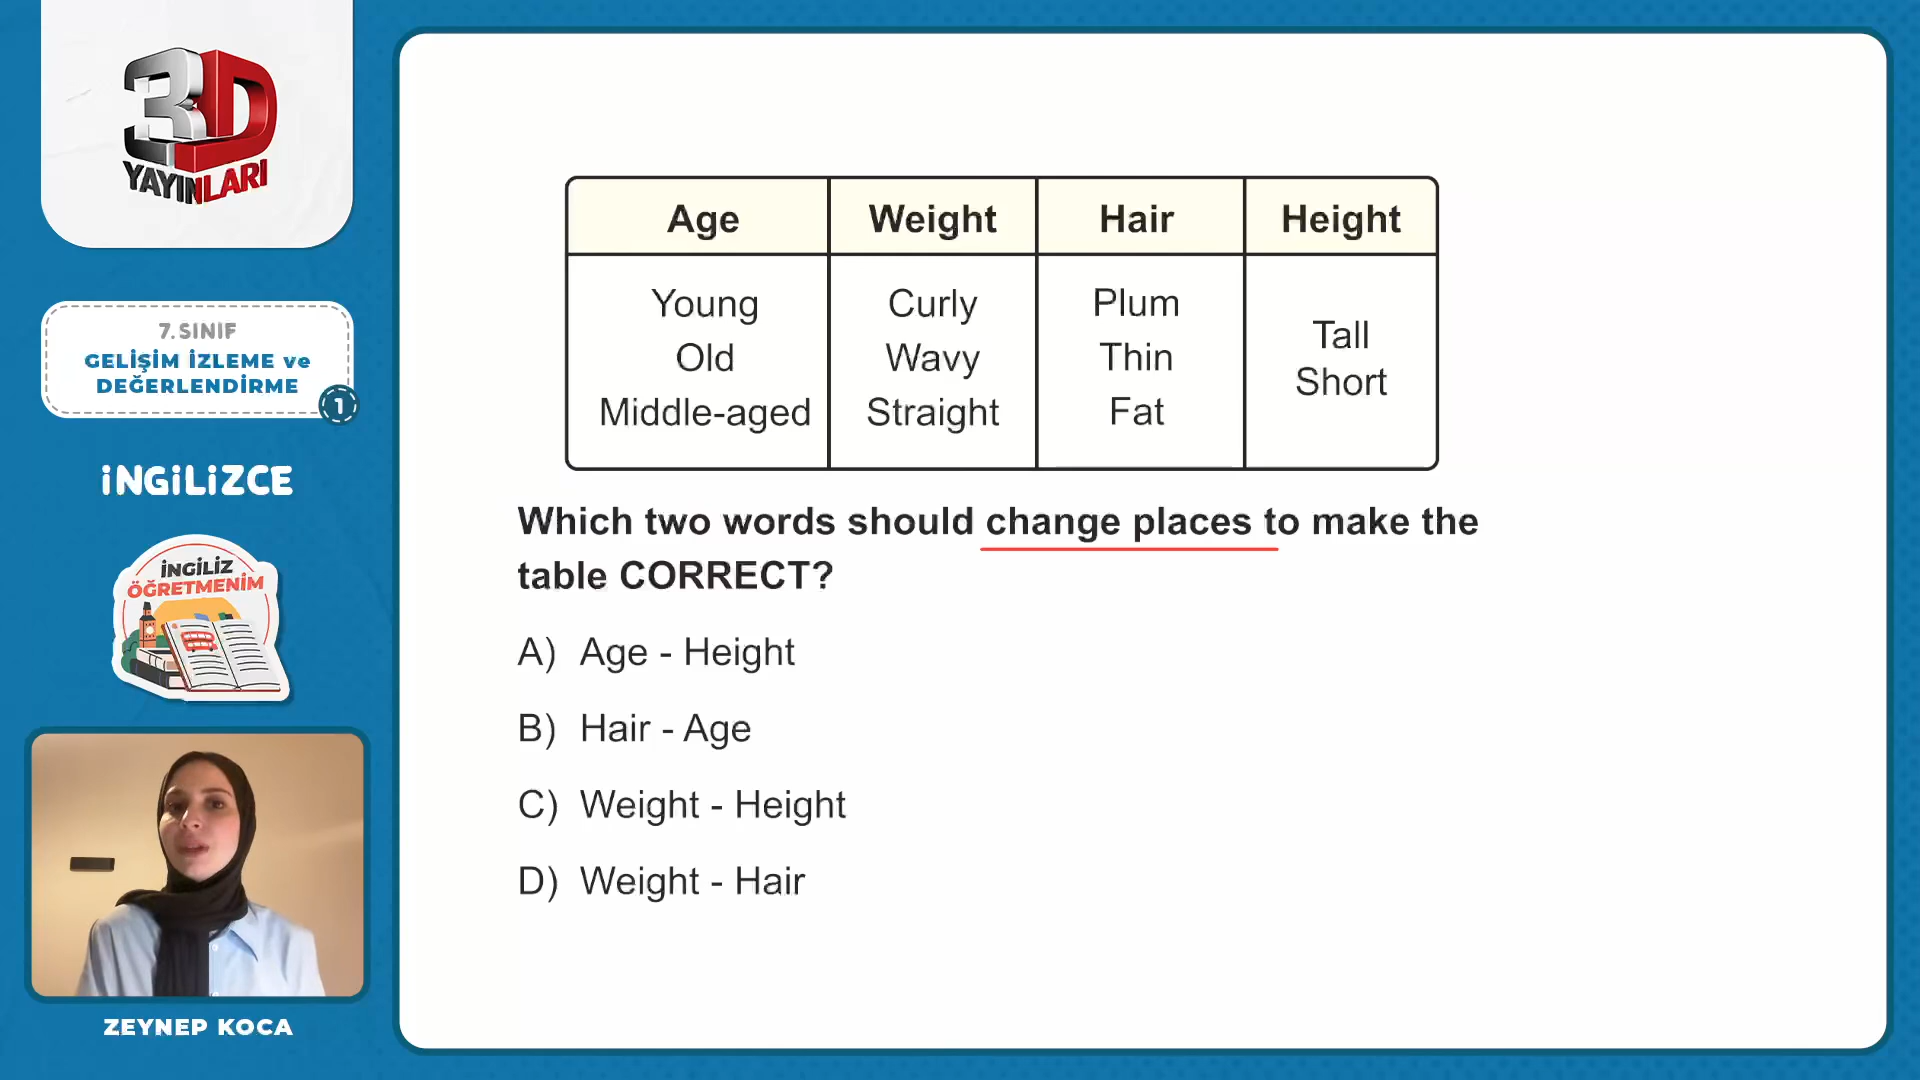 3D
YAYINLARI
7.SINIF
GELİŞİM İZLEME ve
DEĞERLENDİRME
1
İNGİLİZCE
İNGİLİZ
ÖĞRETMENİM
ZEYNEP KOCA
Age Weight Hair Height
Young Curly Plum Tall
Old Wavy Thin Short
Middle-aged Straight Fat
Which two words should change places to make the
table CORRECT?
A) Age - Height
B) Hair - Age
C) Weight - Height
D) Weight - Hair